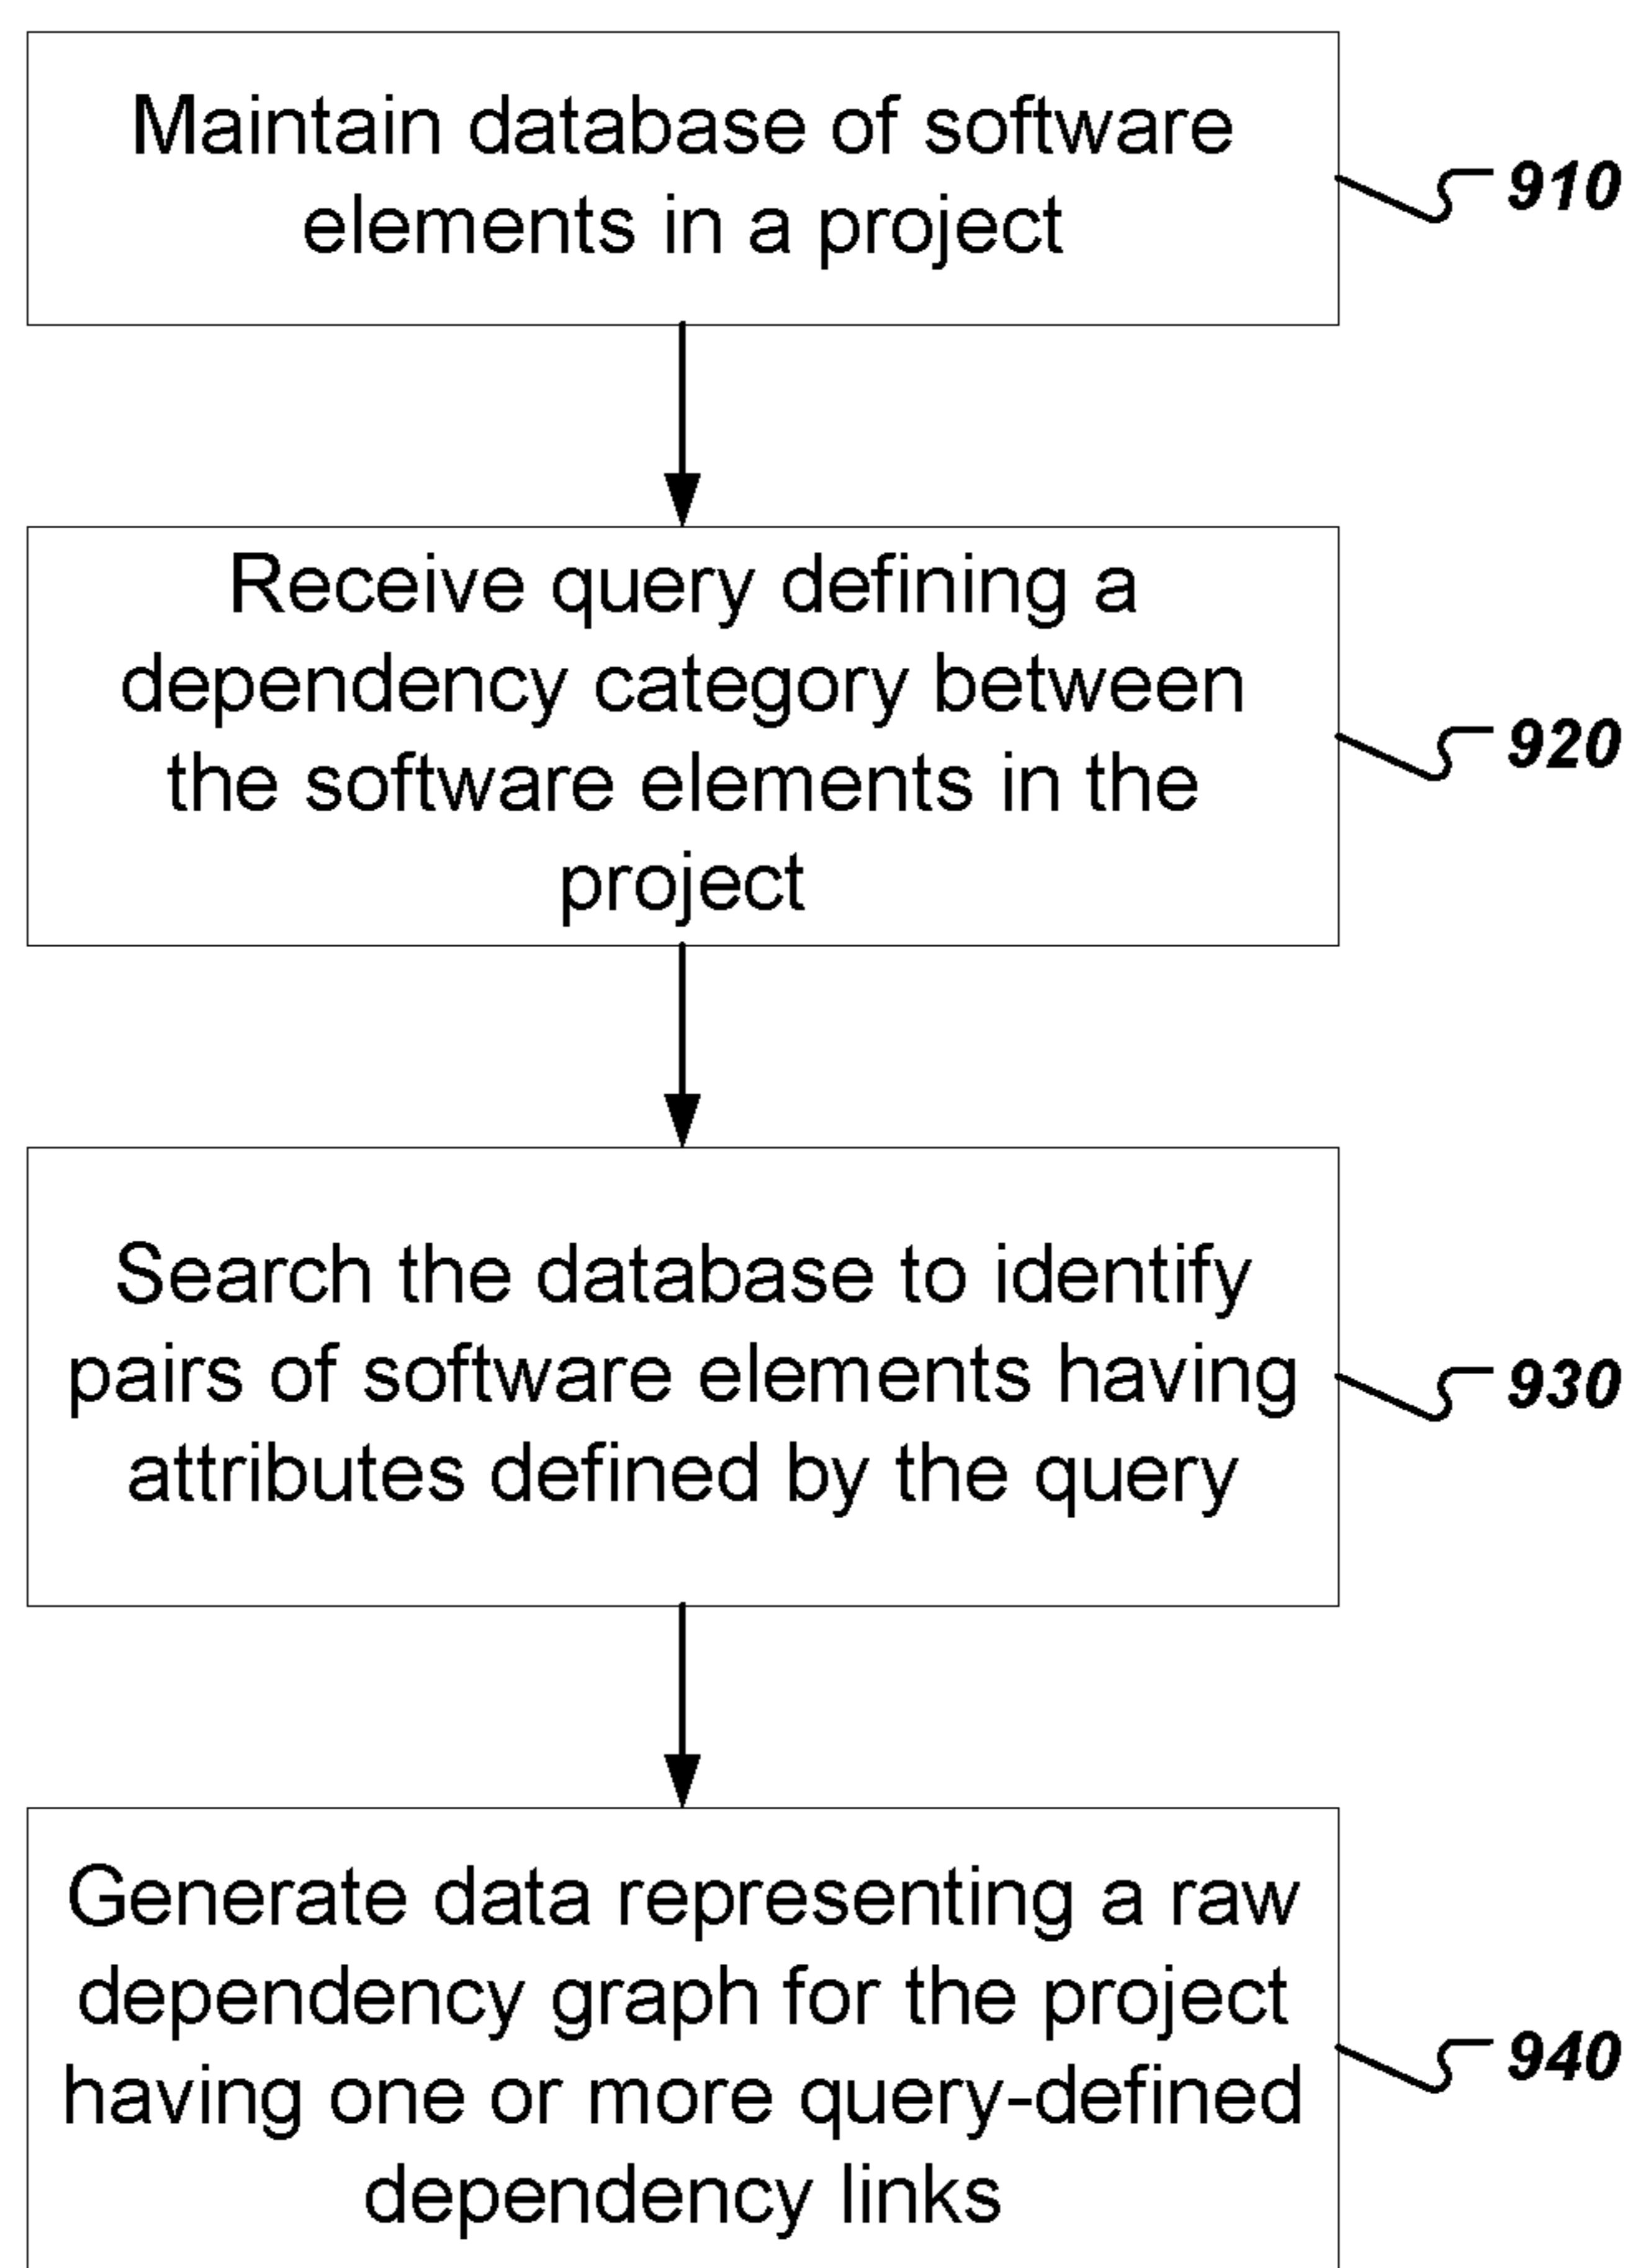 Maintain database of software
elements in a project
910
Receive query defining a
dependency category between
the software elements in the
project
920
Search the database to identify
pairs of software elements having
attributes defined by the query
930
Generate data representing a raw
dependency graph for the project
having one or more query-defined
dependency links
940